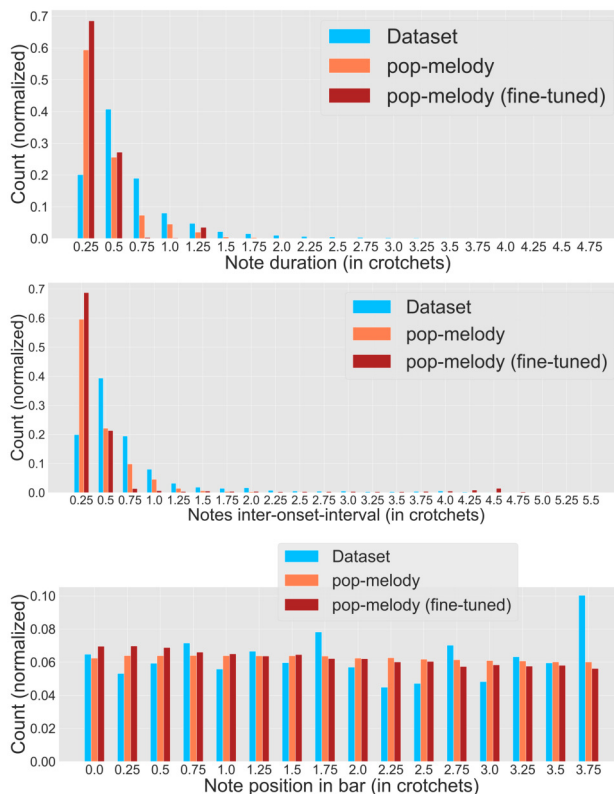 0.7
0.6
0.5
0.4
0.3
0.2
0.1
0.0
Count (normalized)
Dataset
pop-melody
pop-melody (fine-tuned)
0.25 0.5 0.75 1.0 1.25 1.5 1.75 2.0 2.25 2.5 2.75 3.0 3.25 3.5 3.75 4.0 4.25 4.5 4.75
Note duration (in crotchets)
0.7
0.6
0.5
0.4
0.3
0.2
0.1
0.0
Count (normalized)
Dataset
pop-melody
pop-melody (fine-tuned)
0.25 0.5 0.75 1.0 1.25 1.5 1.75 2.0 2.25 2.5 2.75 3.0 3.25 3.5 3.75 4.0 4.25 4.5 4.75 5.0 5.25 5.5
Notes inter-onset-interval (in crotchets)
Dataset
pop-melody
pop-melody (fine-tuned)
0.10
0.08
0.06
0.04
0.02
0.00
Count (normalized)
0.0 0.25 0.5 0.75 1.0 1.25 1.5 1.75 2.0 2.25 2.5 2.75 3.0 3.25 3.5 3.75
Note position in bar (in crotchets)